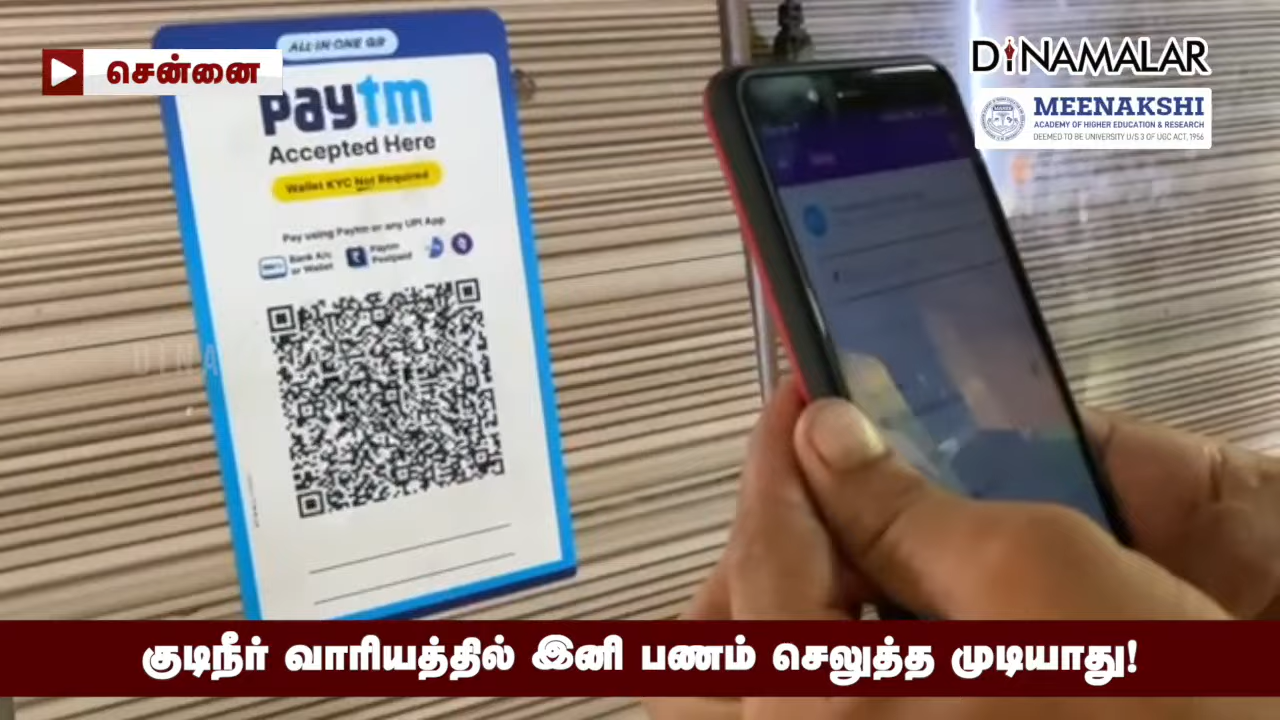 சென்னை
DINAMALAR
MEENAKSHI
ACADEMY OF HIGHER EDUCATION & RESEARCH
DEEMED TO BE UNIVERSITY U/S 3 OF UGC ACT, 1956
ALL-IN-ONE QR
Paytm
Accepted Here
Wallet KYC Not Required
Pay using Paytm or any UPI App
Bank A/c or Wallet
Paytm Postpaid
DINA
குடிநீர் வாரியத்தில் இனி பணம் செலுத்த முடியாது!